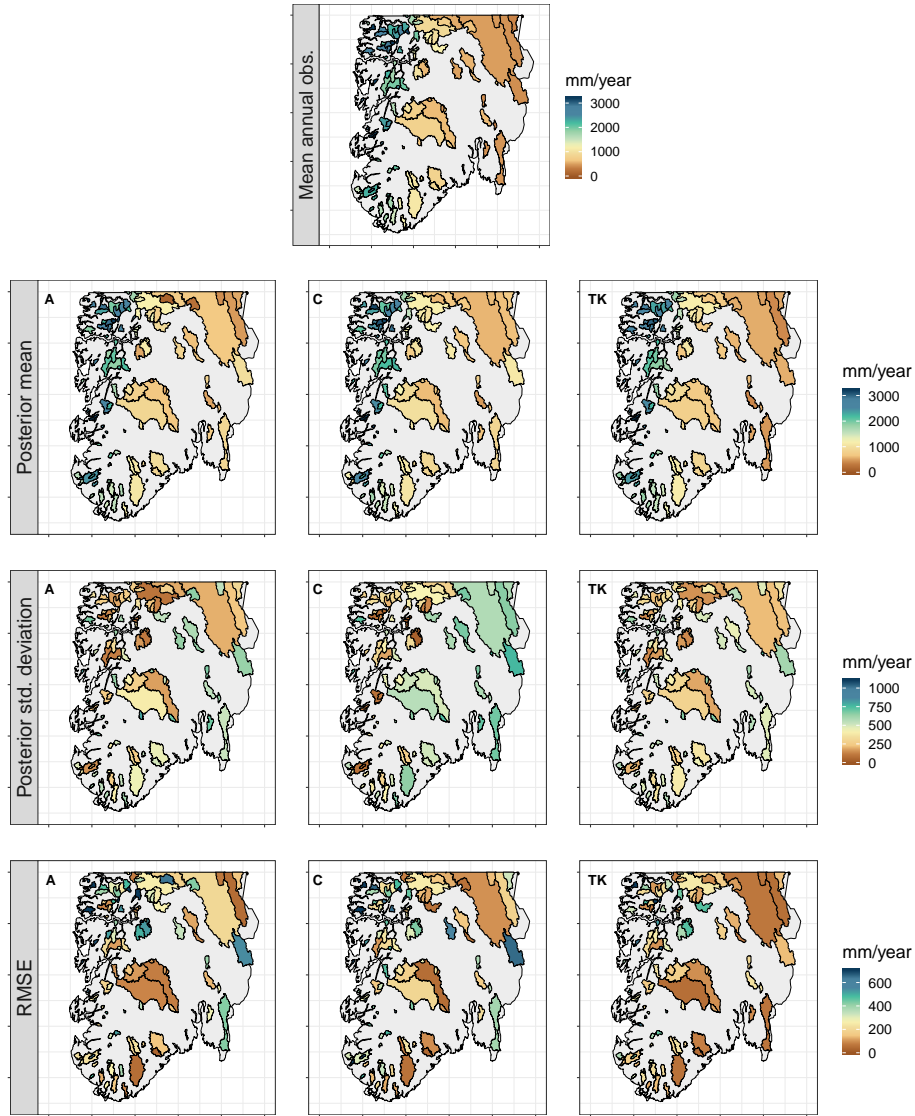 Mean annual obs.
mm/year
3000
2000
1000
0
Posterior mean
A
C
TK
mm/year
3000
2000
1000
0
Posterior std. deviation
A
C
TK
mm/year
1000
750
500
250
0
RMSE
A
C
TK
mm/year
600
400
200
0